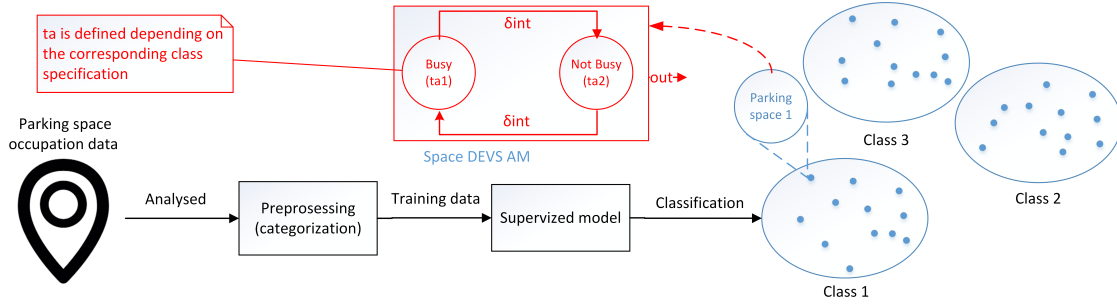 ta is defined depending on
the corresponding class
specification
δint
Busy
(ta1)
Not Busy
(ta2)
out
δint
Space DEVS AM
Parking
space 1
Class 3
Class 2
Class 1
Parking space
occupation data
Analysed
Preprosessing
(categorization)
Training data
Supervized model
Classification